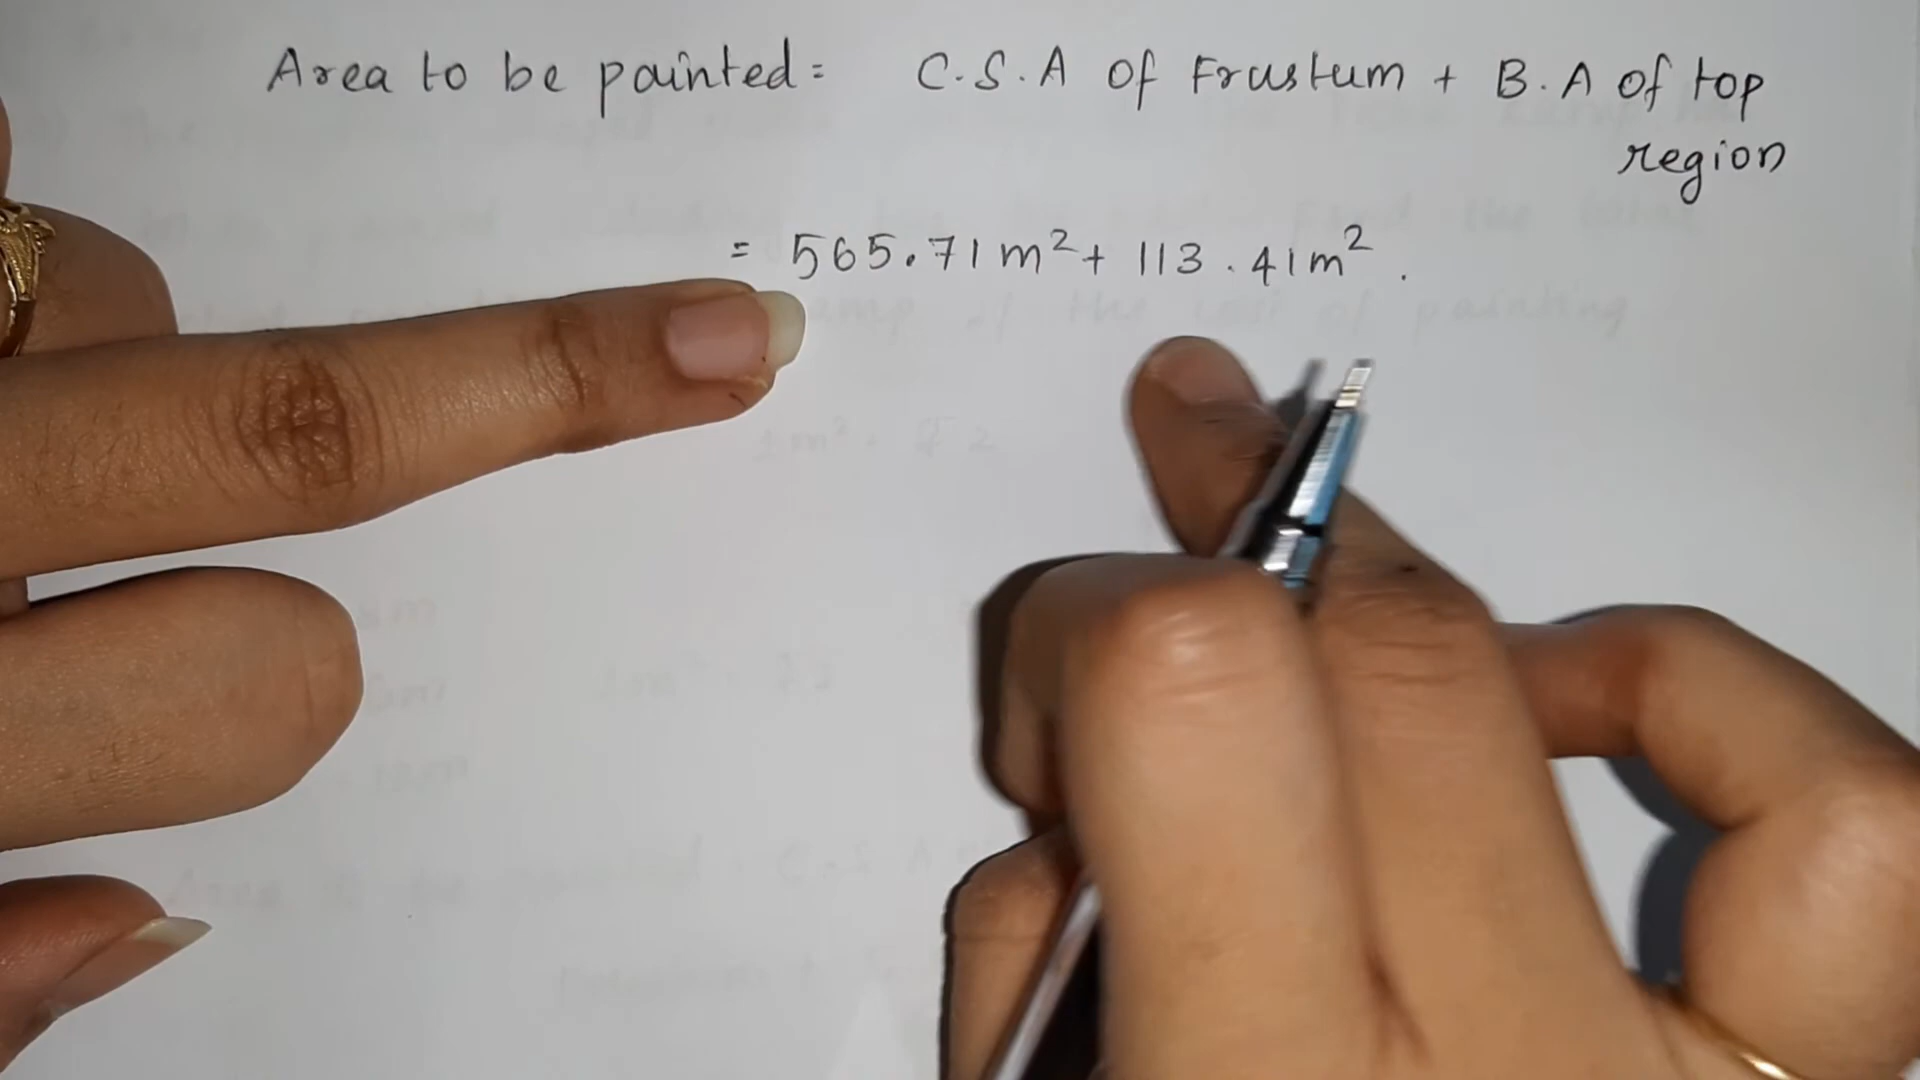 Area to be painted = C.S.A of Frustum + B.A of top
region
= 565.71 m² + 113.41 m².